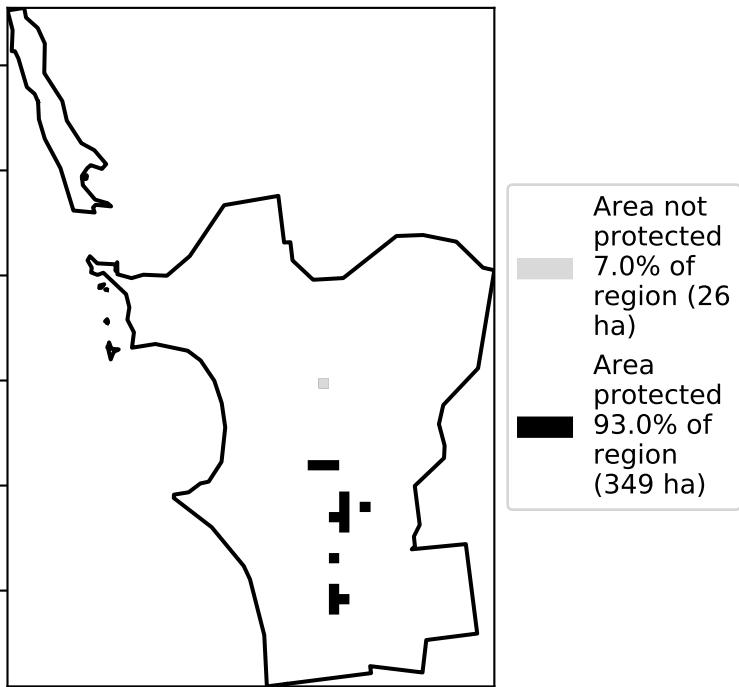 Area not
protected
7.0% of
region (26
ha)
Area
protected
93.0% of
region
(349 ha)